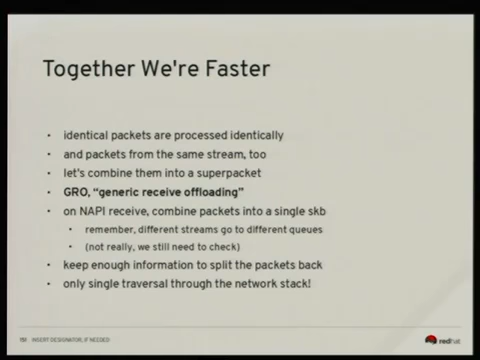 Together We're Faster
• identical packets are processed identically
• and packets from the same stream, too
• let's combine them into a superpacket
• GRO, “generic receive offloading”
• on NAPI receive, combine packets into a single skb
• remember, different streams go to different queues
• (not really, we still need to check)
• keep enough information to split the packets back
• only single traversal through the network stack!
INSERT DESIGNATOR, IF NEEDED
redhat